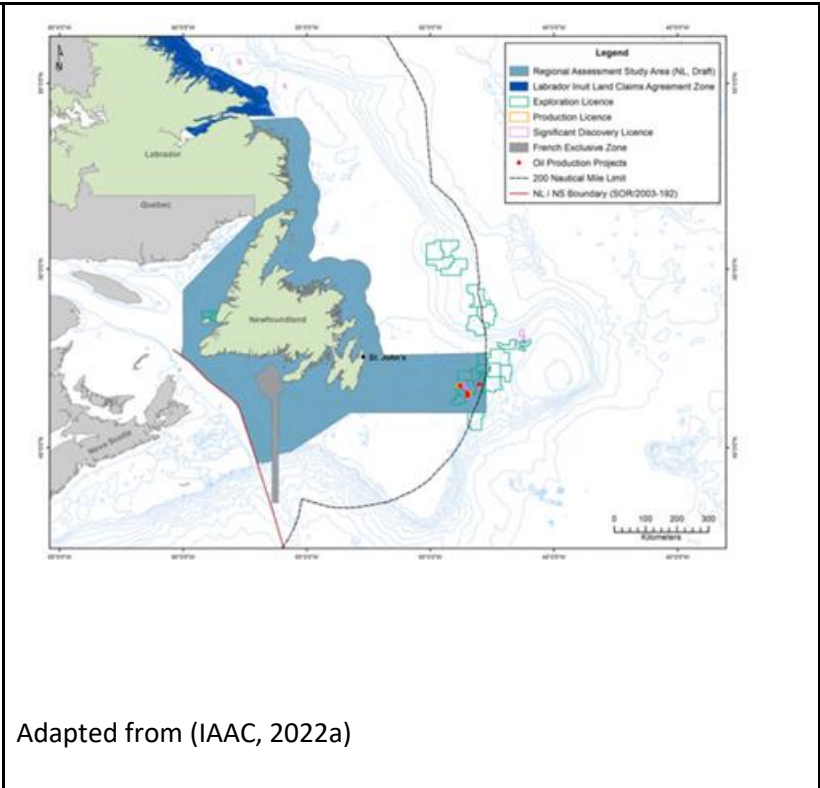 N
Legend
Regional Assessment Study Area (NL, Draft)
Labrador Inuit Land Claims Agreement Zone
Exploration Licence
Production Licence
Significant Discovery Licence
French Exclusive Zone
Oil Production Projects
200 Nautical Mile Limit
NL / NS Boundary (SOR/2003-192)
Labrador
Quebec
Newfoundland
St. John's
Nova Scotia
0 100 200 300
Kilometers
Adapted from (IAAC, 2022a)